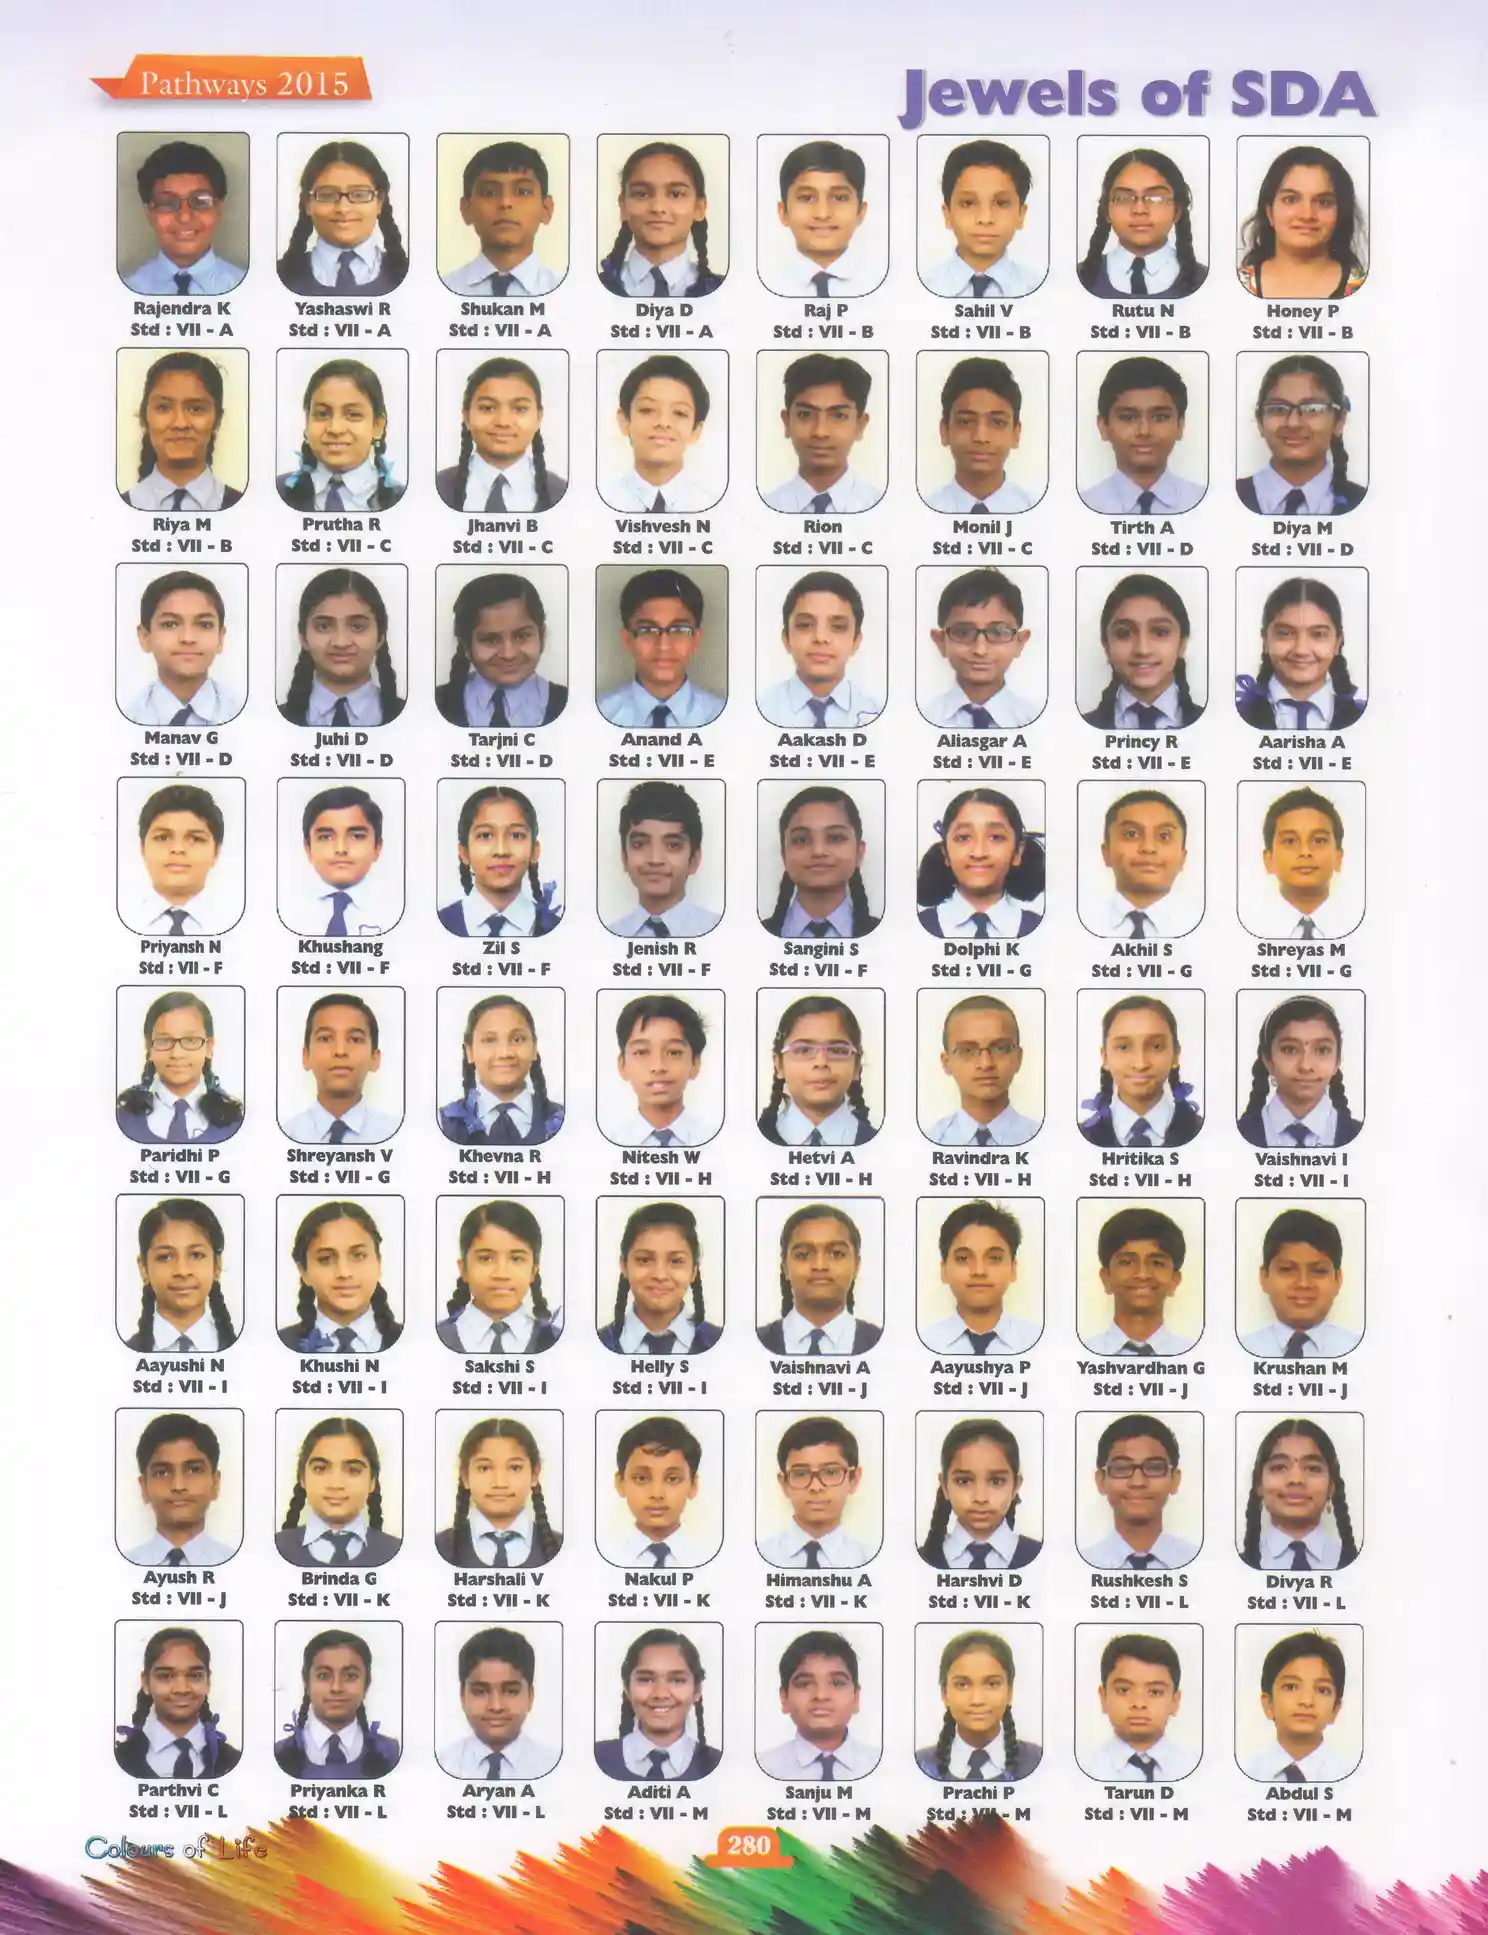 Pathways 2015
Jewels of SDA
Rajendra K Yashaswi R Shukan M Diya D Raj P Sahil V Rutu N Honey P
Std : VII - A Std : VII - A Std : VII - A Std : VII - A Std : VII - B Std : VII - B Std : VII - B Std : VII - B
Riya M Prutha R Jhanvi B Vishvesh N Rion Monil J Tirth A Diya M
Std : VII - B Std : VII - C Std : VII - C Std : VII - C Std : VII - C Std : VII - C Std : VII - D Std : VII - D
Manav G Juhi D Tarjni C Anand A Aakash D Aliasgar A Princy R Aarisha A
Std : VII - D Std : VII - D Std : VII - D Std : VII - E Std : VII - E Std : VII - E Std : VII - E Std : VII - E
Priyansh N Khushang Zil S Jenish R Sangini S Dolphi K Akhil S Shreyas M
Std : VII - F Std : VII - F Std : VII - F Std : VII - F Std : VII - F Std : VII - G Std : VII - G Std : VII - G
Paridhi P Shreyansh V Khevna R Nitesh W Hetvi A Ravindra K Hritika S Vaishnavi I
Std : VII - G Std : VII - G Std : VII - H Std : VII - H Std : VII - H Std : VII - H Std : VII - H Std : VII - I
Aayushi N Khushi N Sakshi S Helly S Vaishnavi A Aayushya P Yashvardhan G Krushan M
Std : VII - I Std : VII - I Std : VII - I Std : VII - I Std : VII - J Std : VII - J Std : VII - J Std : VII - J
Ayush R Brinda G Harshali V Nakul P Himanshu A Harshvi D Rushkesh S Divya R
Std : VII - J Std : VII - K Std : VII - K Std : VII - K Std : VII - K Std : VII - K Std : VII - L Std : VII - L
Parthvi C Priyanka R Aryan A Aditi A Sanju M Prachi P Tarun D Abdul S
Std : VII - L Std : VII - L Std : VII - L Std : VII - M Std : VII - M Std : VII - M Std : VII - M Std : VII - M
Colours of Life 280